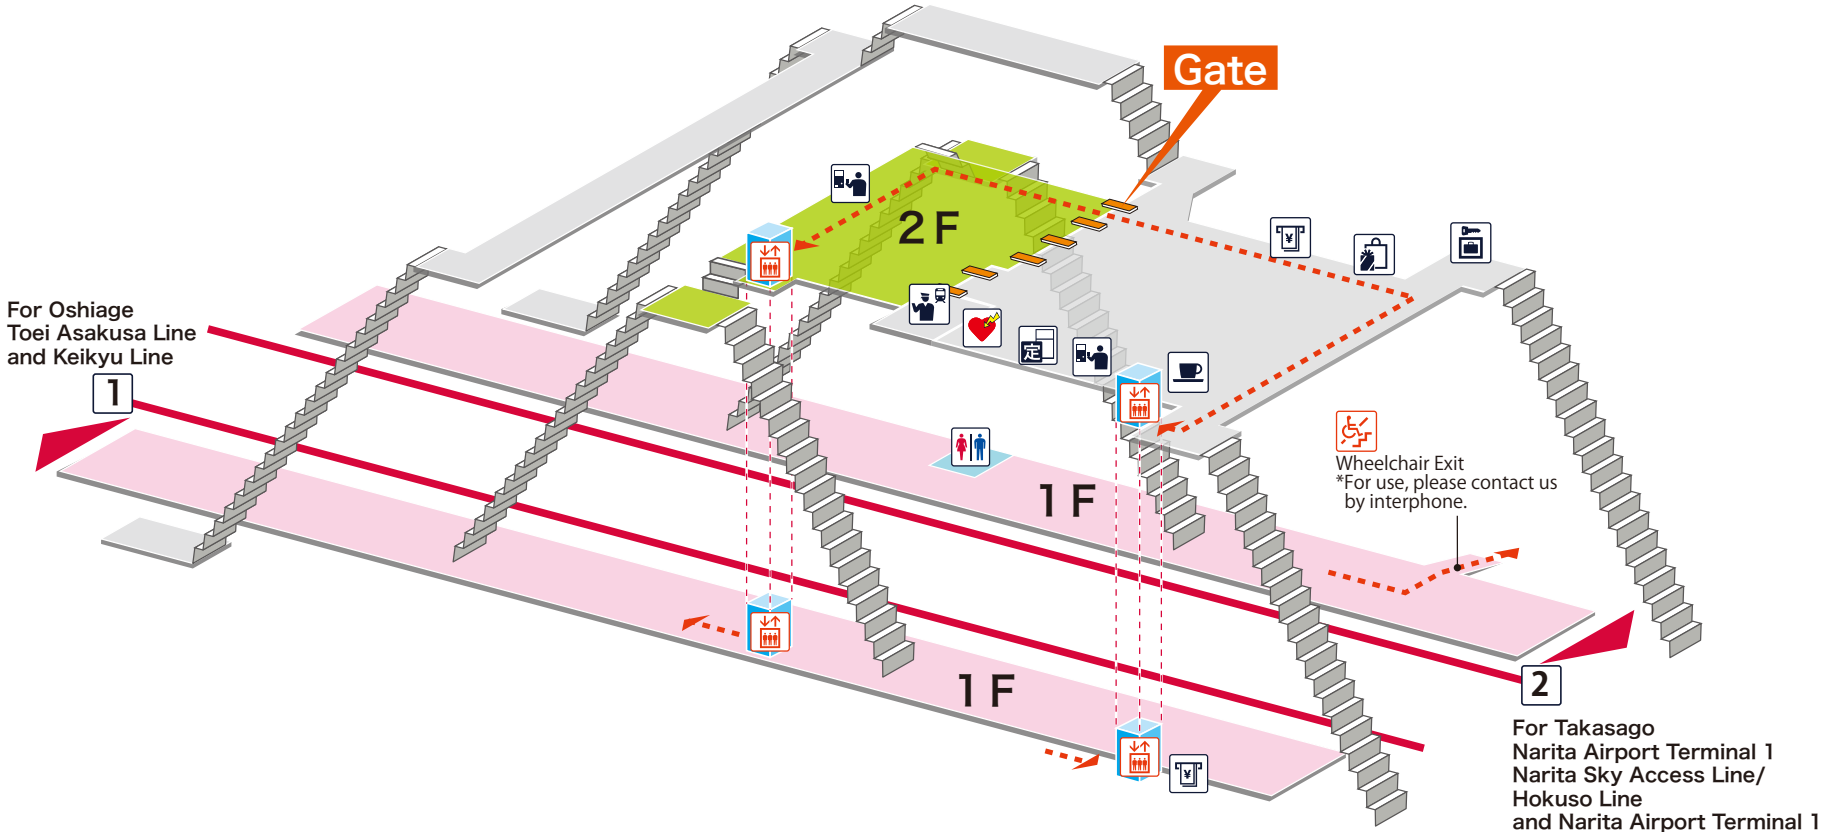 Gate
2F
For Oshiage
Toei Asakusa Line
and Keikyu Line
1
¥
定
¥
1F
Wheelchair Exit
*For use, please contact us
by interphone.
1F
2
For Takasago
Narita Airport Terminal 1
Narita Sky Access Line/
Hokuso Line
and Narita Airport Terminal 1